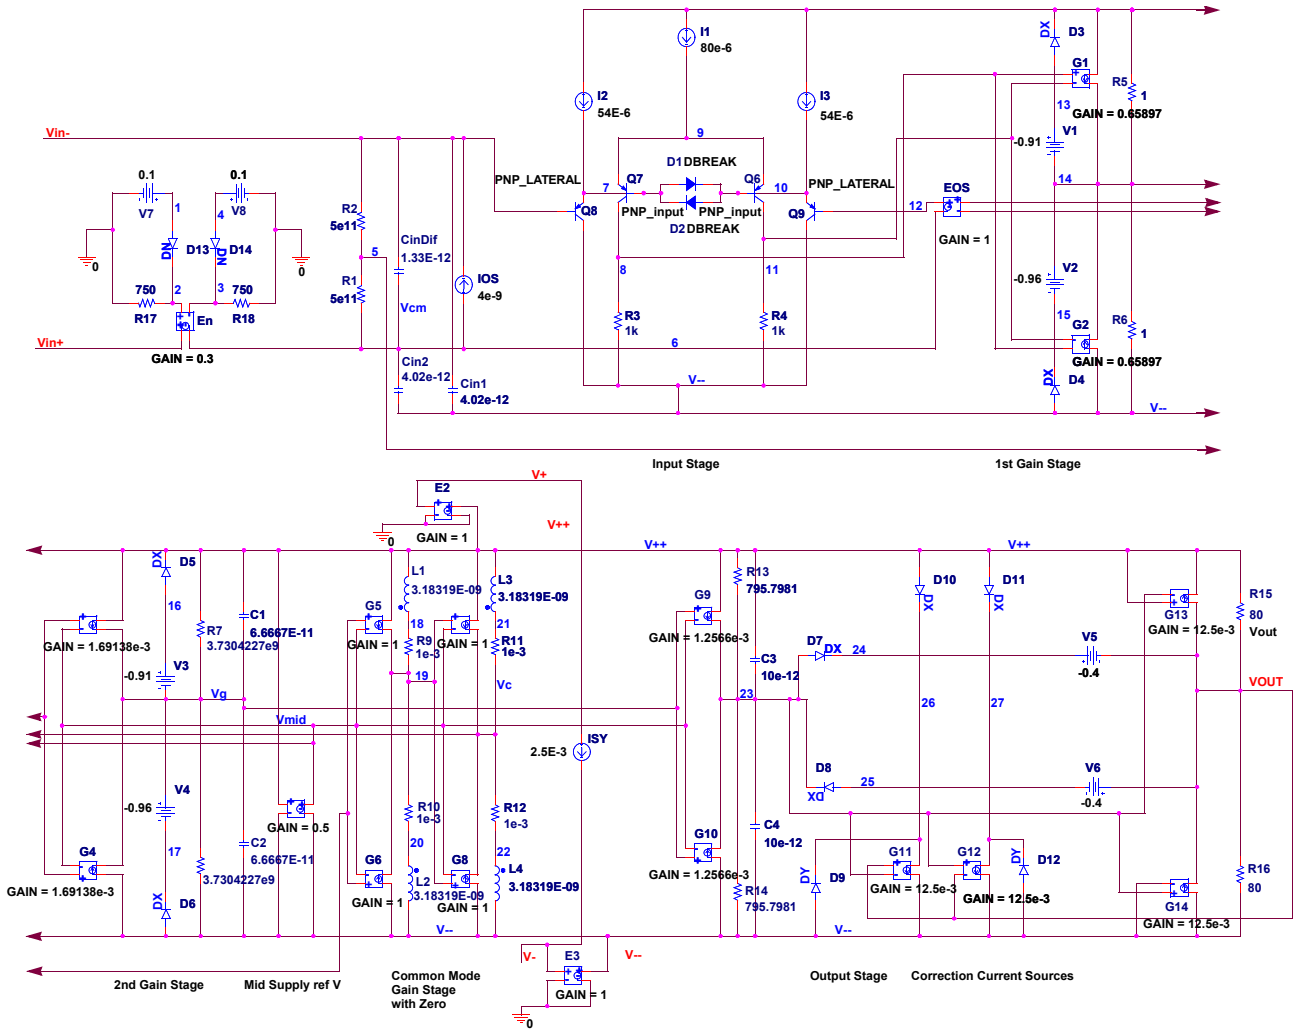 I1
80e-6
DX
D3
G1
R5
1
13
GAIN = 0.65897
I2
54E-6
I3
54E-6
Vin-
9
V1
-0.91
0.1
V7
0.1
V8
D1 DBREAK
PNP_LATERAL
Q7
Q6
PNP_LATERAL
7
10
14
EOS
1
4
R2
5e11
Q8
PNP_input
PNP_input
Q9
12
D2 DBREAK
GAIN = 1
DN
D13
D14
DN
CinDif
1.33E-12
5
0
0
8
11
V2
-0.96
R1
5e11
IOS
4e-9
750
2
3
750
R17
En
R18
Vcm
R3
1k
R4
1k
15
G2
R6
1
Vin+
6
GAIN = 0.3
GAIN = 0.65897
Cin2
4.02e-12
Cin1
4.02e-12
V--
DX
D4
V--
Input Stage
1st Gain Stage
V+
E2
V++
0
GAIN = 1
V++
V++
DX
D5
L1
3.18319E-09
L3
3.18319E-09
R13
795.7981
D10
DX
D11
DX
16
C1
6.6667E-11
G5
18
G9
G13
R15
80
Vout
R7
3.7304227e9
R9
1e-3
21
R11
1e-3
GAIN = 1.69138e-3
GAIN = 1
GAIN = 1
GAIN = 1.2566e-3
GAIN = 12.5e-3
D7
DX
24
V5
-0.4
V3
-0.91
19
C3
10e-12
Vg
Vc
23
VOUT
Vmid
26
27
ISY
2.5E-3
V4
-0.96
D8
DX
25
V6
-0.4
GAIN = 0.5
R10
1e-3
R12
1e-3
C4
10e-12
17
C2
6.6667E-11
20
22
G10
G4
3.7304227e9
G6
G8
L2
3.18319E-09
L4
3.18319E-09
GAIN = 1.2566e-3
G11
G12
DY
D12
R16
80
GAIN = 1.69138e-3
DX
D6
GAIN = 1
GAIN = 1
R14
795.7981
DY
D9
GAIN = 12.5e-3
GAIN = 12.5e-3
G14
GAIN = 12.5e-3
V--
V--
V-
E3
V--
2nd Gain Stage
Mid Supply ref V
Common Mode
Gain Stage
with Zero
GAIN = 1
0
Output Stage
Correction Current Sources